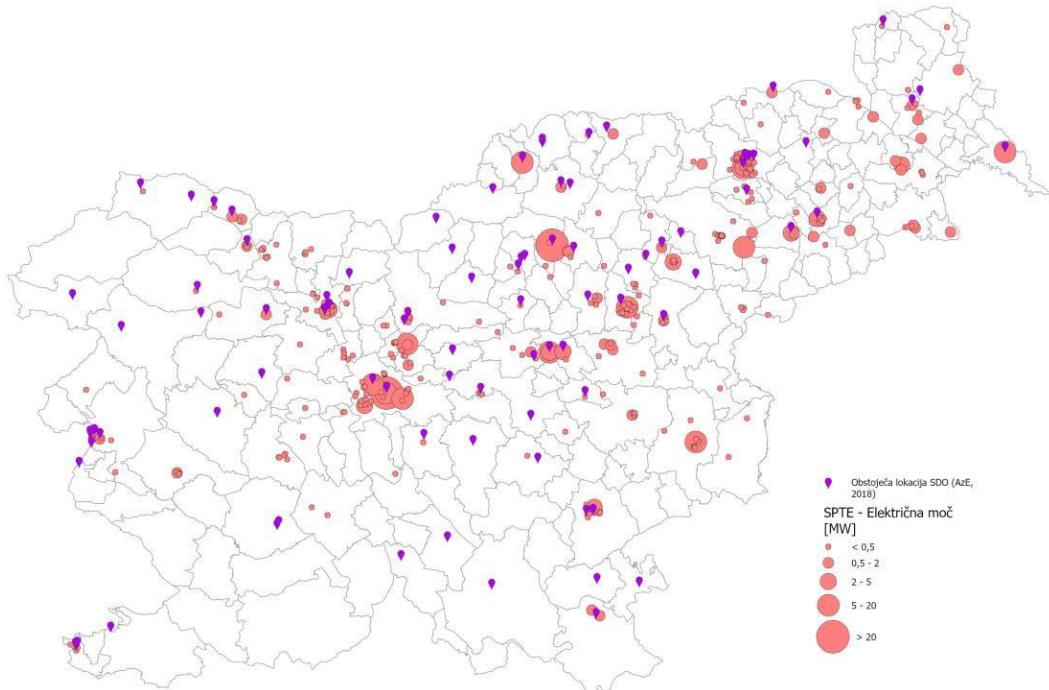 Obstoječa lokacija SDO (AzE,
2018)
SPTE - Električna moč
[MW]
< 0,5
0,5 - 2
2 - 5
5 - 20
> 20